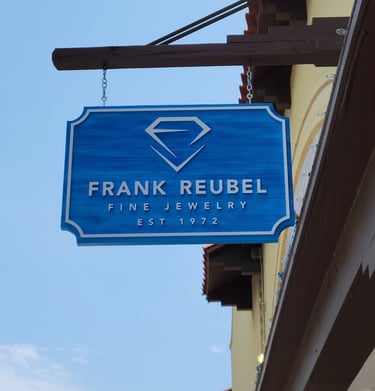 FRANK REUBEL
FINE JEWELRY
EST 1972